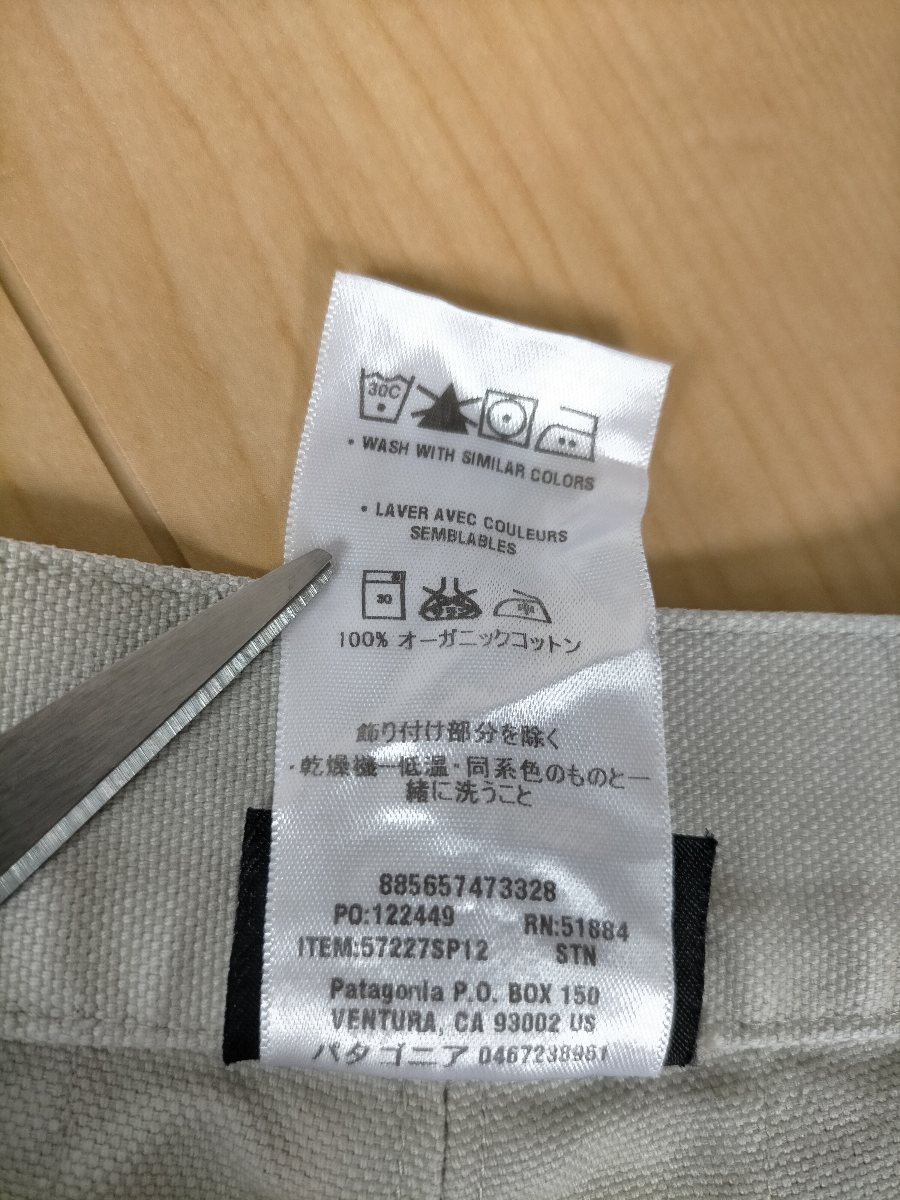 30C
• WASH WITH SIMILAR COLORS
• LAVER AVEC COULEURS
SEMBLABLES
30
100% オーガニックコットン
飾り付け部分を除く
・乾燥機一低温・同系色のものと一
緒に洗うこと
885657473328
PO:122449 RN:51884
ITEM:57227SP12 STN
Patagonia P.O. BOX 150
VENTURA, CA 93002 US
パタゴニア 0467238961